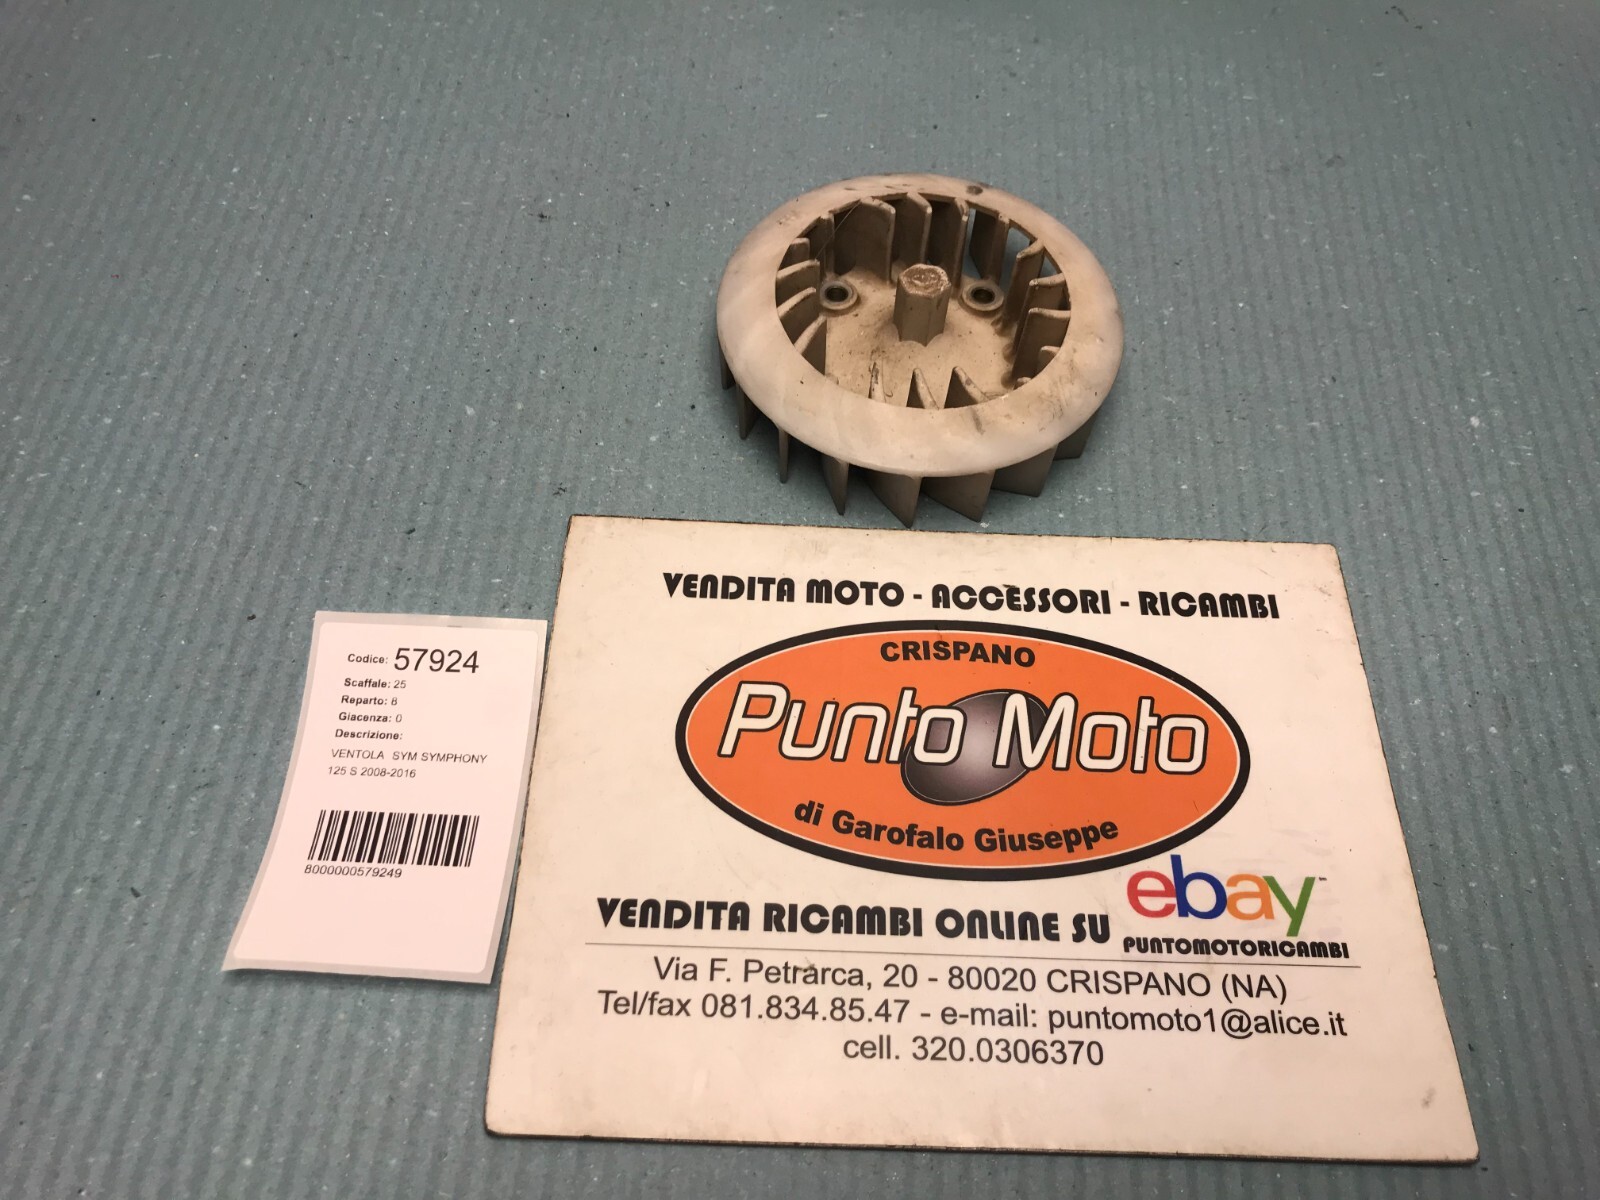 Codice: 57924
Scaffale: 25
Reparto: 8
Giacenza: 0
Descrizione:
VENTOLA SYM SYMPHONY
125 S 2008-2016
8000000579249
VENDITA MOTO - ACCESSORI - RICAMBI
CRISPANO
Punto Moto
di Garofalo Giuseppe
VENDITA RICAMBI ONLINE SU ebay
PUNTOMOTORICAMBI
Via F. Petrarca, 20 - 80020 CRISPANO (NA)
Tel/fax 081.834.85.47 - e-mail: puntomoto1@alice.it
cell. 320.0306370